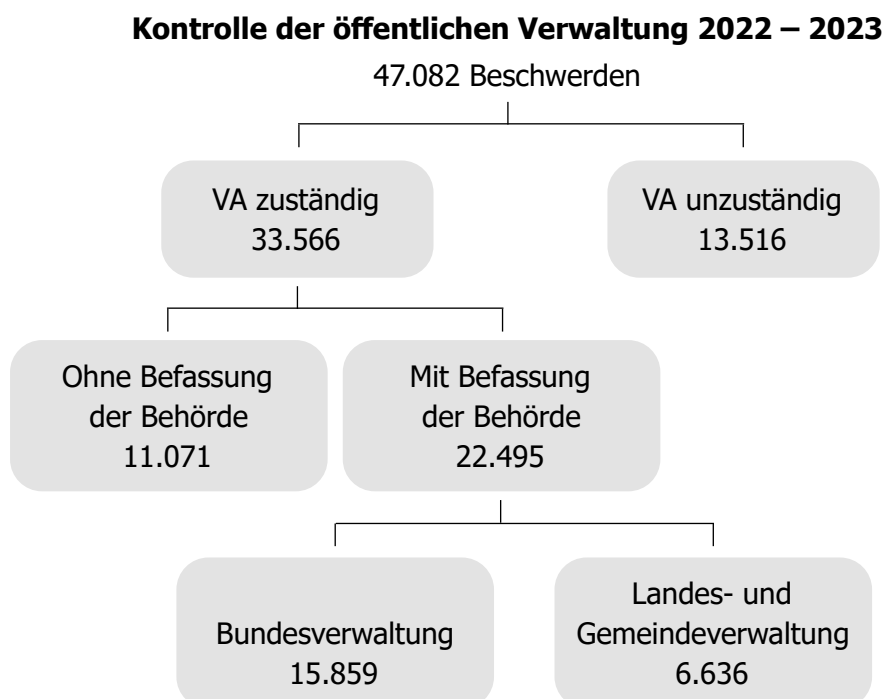 Kontrolle der öffentlichen Verwaltung 2022 – 2023
47.082 Beschwerden
VA zuständig
33.566
VA unzuständig
13.516
Ohne Befassung
der Behörde
11.071
Mit Befassung
der Behörde
22.495
Bundesverwaltung
15.859
Landes- und
Gemeindeverwaltung
6.636